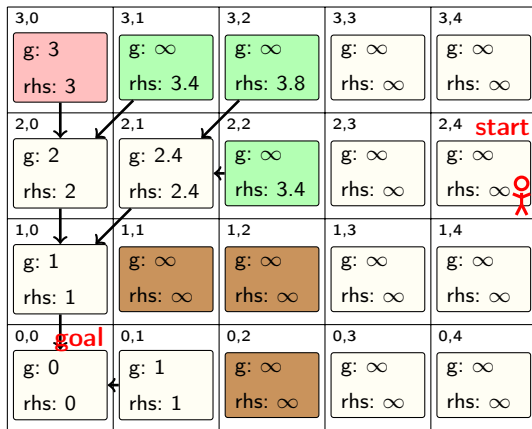 3,0 3,1 3,2 3,3 3,4
g: 3 g: ∞ g: ∞ g: ∞ g: ∞
rhs: 3 rhs: 3.4 rhs: 3.8 rhs: ∞ rhs: ∞
2,0 2,1 2,2 2,3 2,4 start
g: 2 g: 2.4 g: ∞ g: ∞ g: ∞
rhs: 2 rhs: 2.4 rhs: 3.4 rhs: ∞ rhs: ∞
1,0 1,1 1,2 1,3 1,4
g: 1 g: ∞ g: ∞ g: ∞ g: ∞
rhs: 1 rhs: ∞ rhs: ∞ rhs: ∞ rhs: ∞
0,0 goal 0,1 0,2 0,3 0,4
g: 0 g: 1 g: ∞ g: ∞ g: ∞
rhs: 0 rhs: 1 rhs: ∞ rhs: ∞ rhs: ∞